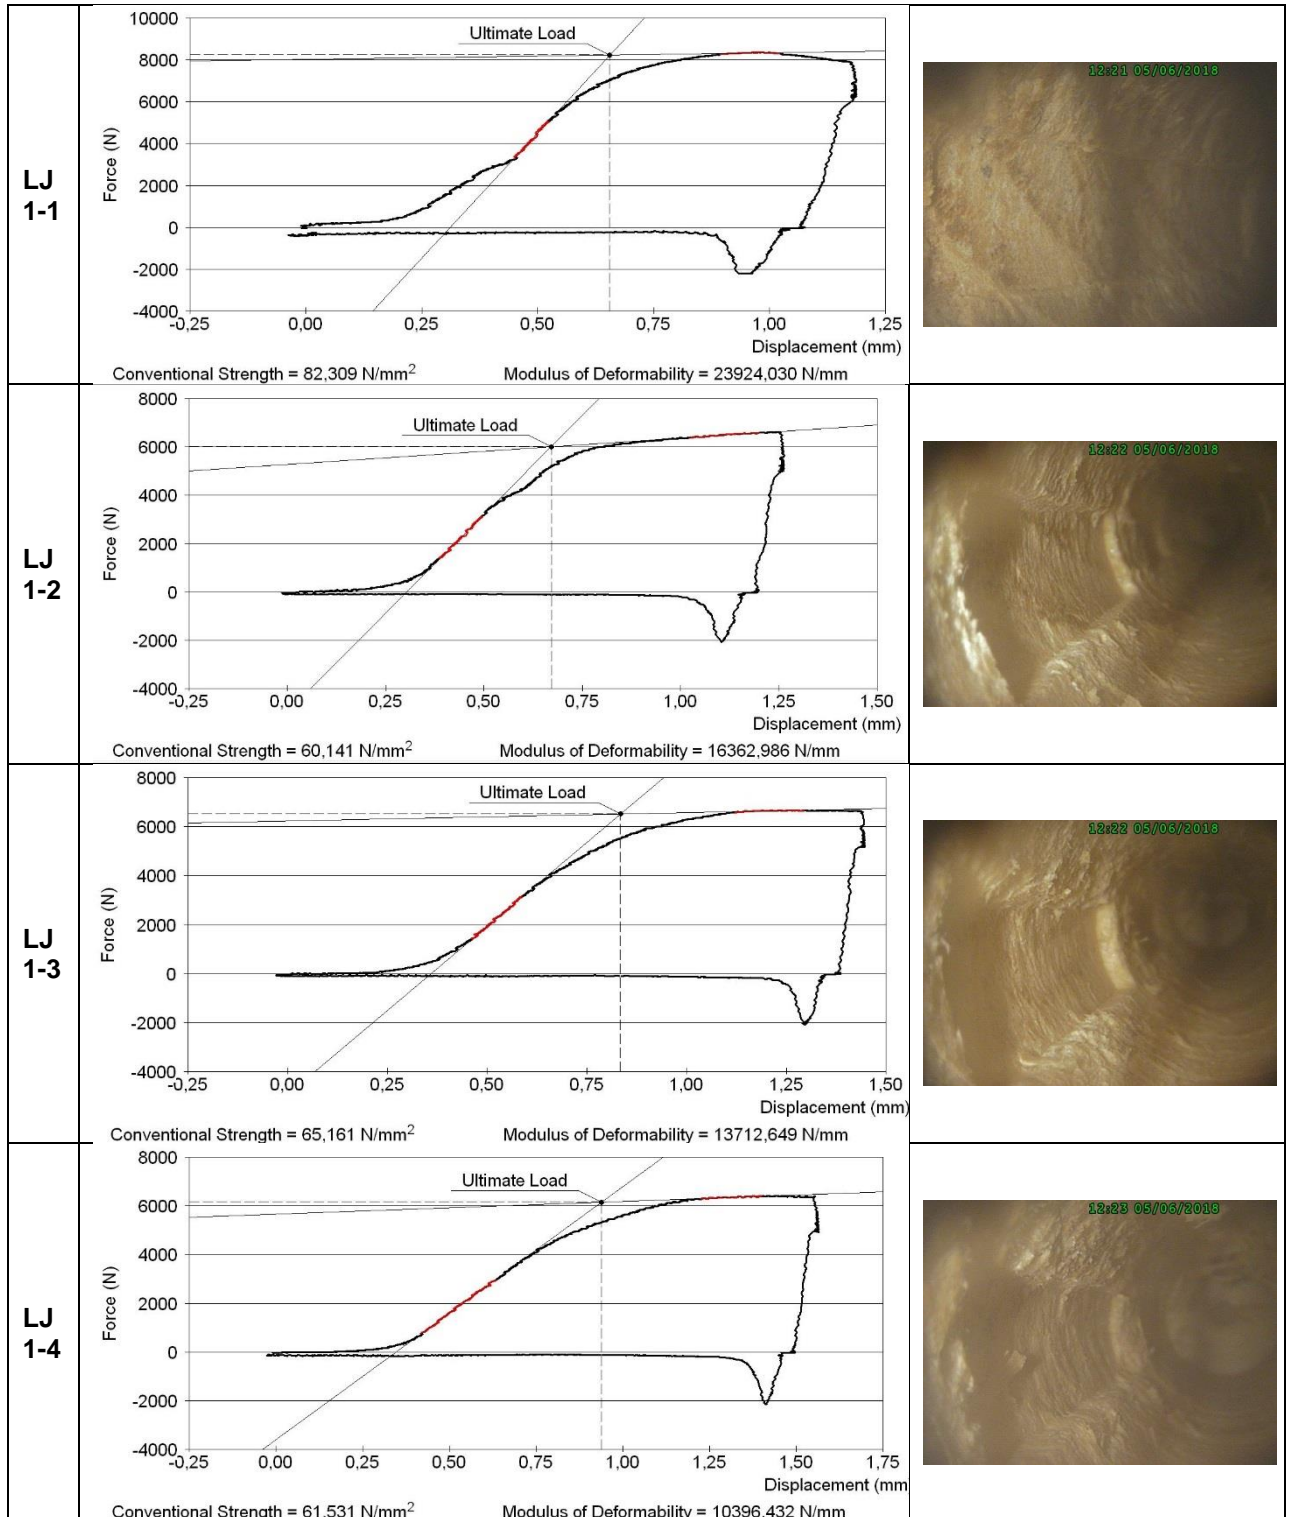 LJ
1-1
10000
8000
6000
4000
2000
0
-2000
-4000
Force (N)
Ultimate Load
-0,25 0,00 0,25 0,50 0,75 1,00 1,25
Displacement (mm)
Conventional Strength = 82,309 N/mm² Modulus of Deformability = 23924,030 N/mm
12:21 05/06/2018
LJ
1-2
8000
6000
4000
2000
0
-2000
-4000
Force (N)
Ultimate Load
-0,25 0,00 0,25 0,50 0,75 1,00 1,25 1,50
Displacement (mm)
Conventional Strength = 60,141 N/mm² Modulus of Deformability = 16362,986 N/mm
12:22 05/06/2018
LJ
1-3
8000
6000
4000
2000
0
-2000
-4000
Force (N)
Ultimate Load
-0,25 0,00 0,25 0,50 0,75 1,00 1,25 1,50
Displacement (mm)
Conventional Strength = 65,161 N/mm² Modulus of Deformability = 13712,649 N/mm
12:22 05/06/2018
LJ
1-4
8000
6000
4000
2000
0
-2000
-4000
Force (N)
Ultimate Load
-0,25 0,00 0,25 0,50 0,75 1,00 1,25 1,50 1,75
Displacement (mm
Conventional Strength = 61,531 N/mm² Modulus of Deformability = 10396,432 N/mm
12:23 05/06/2018